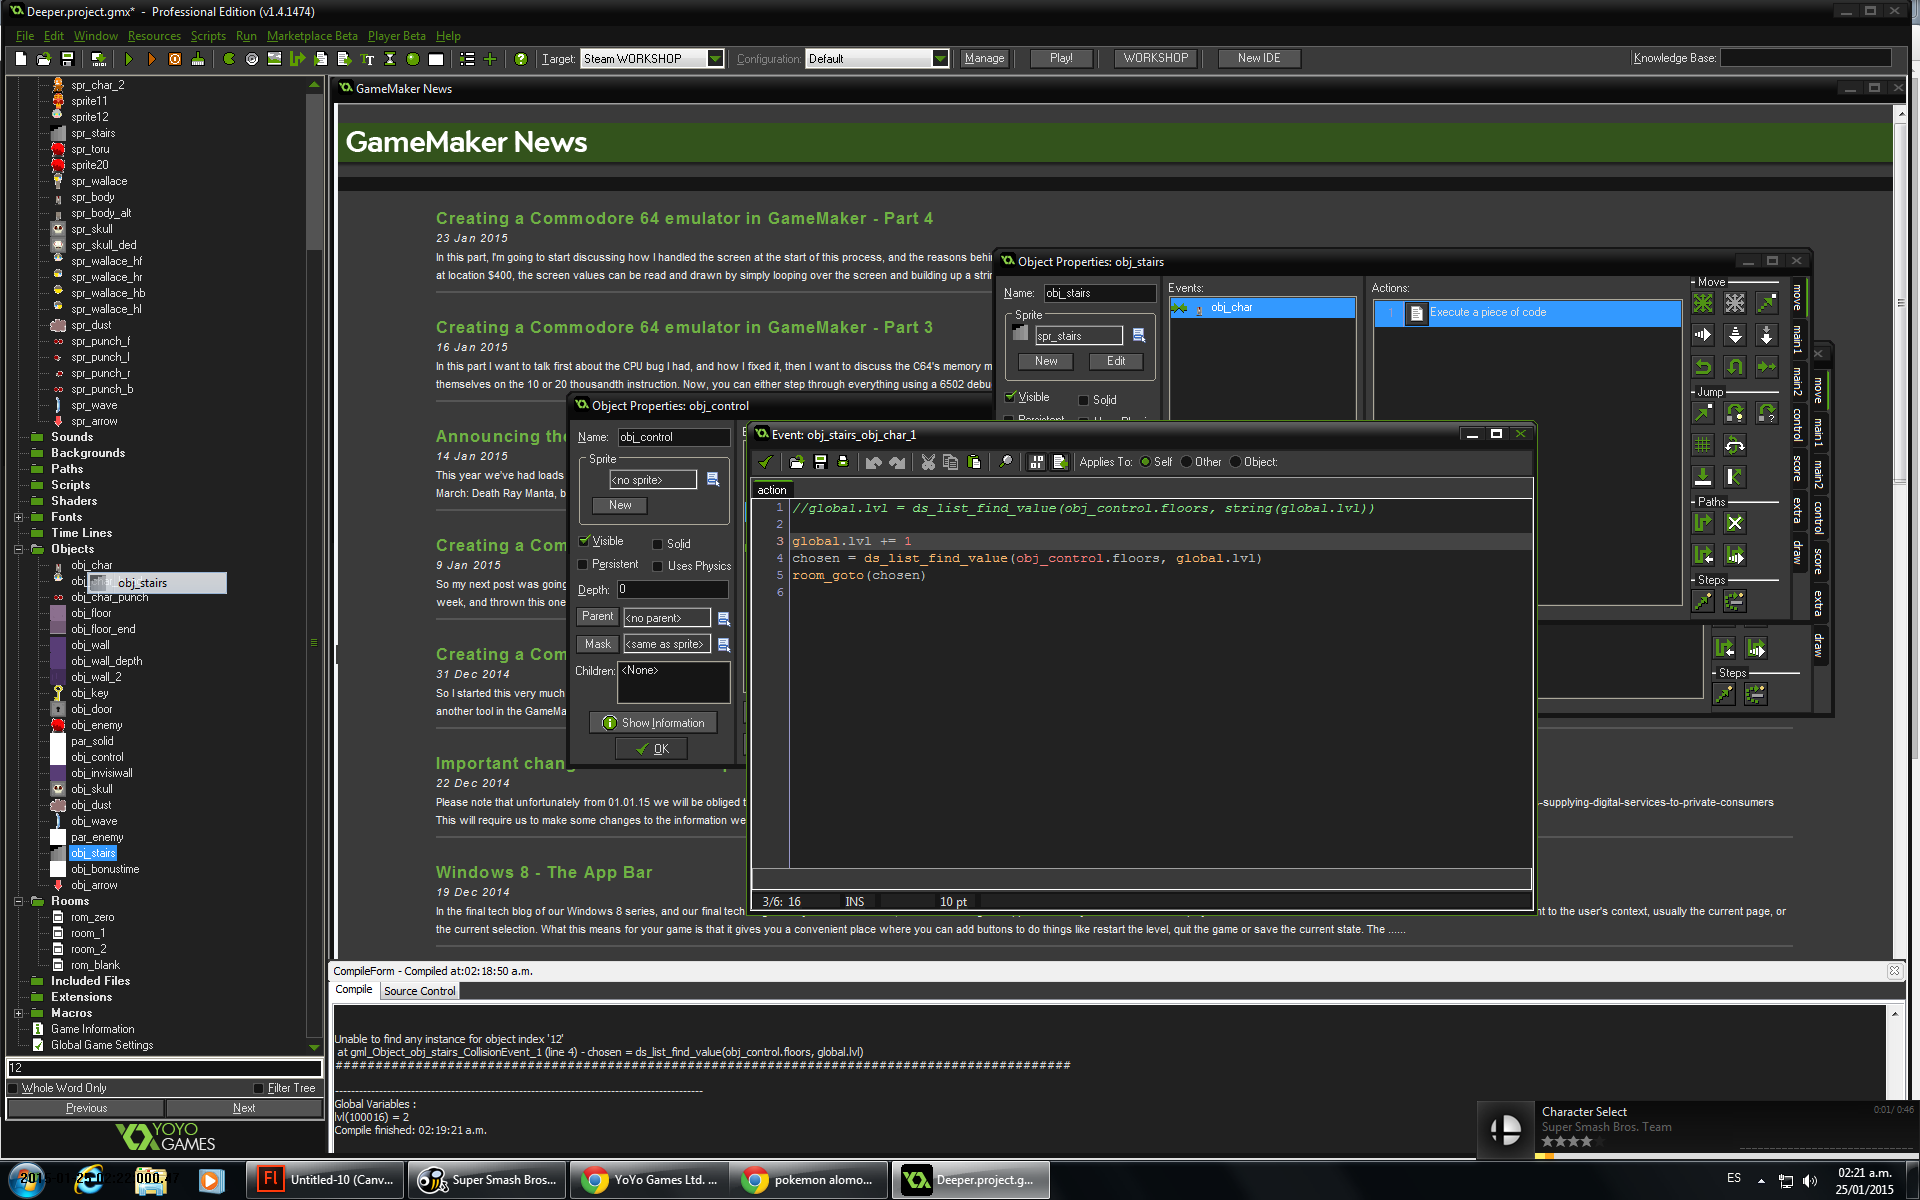 Deeper.project.gmx*  -  Professional Edition (v1.4.1474)
File Edit Window Resources Scripts Run Marketplace Beta Player Beta Help
Target: Steam WORKSHOP Configuration: Default Manage Play! WORKSHOP New IDE Knowledge Base:
spr_char_2
sprite11
sprite12
spr_stairs
spr_toru
sprite20
spr_wallace
spr_body
spr_body_alt
spr_skull
spr_skull_ded
spr_wallace_hf
spr_wallace_hr
spr_wallace_hb
spr_wallace_hl
spr_dust
spr_punch_f
spr_punch_l
spr_punch_r
spr_punch_b
spr_wave
spr_arrow
Sounds
Backgrounds
Paths
Scripts
Shaders
Fonts
Time Lines
Objects
obj_char
obj_stairs
obj_char_punch
obj_floor
obj_floor_end
obj_wall
obj_wall_depth
obj_wall_2
obj_key
obj_door
obj_enemy
par_solid
obj_control
obj_invisiwall
obj_skull
obj_dust
obj_wave
par_enemy
obj_stairs
obj_bonustime
obj_arrow
Rooms
rom_zero
room_1
room_2
rom_blank
Included Files
Extensions
Macros
Game Information
Global Game Settings
12
Whole Word Only Filter Tree
Previous Next
YOYO
GAMES
GameMaker News
GameMaker News
Creating a Commodore 64 emulator in GameMaker - Part 4
23 Jan 2015
In this part, I'm going to start discussing how I handled the screen at the start of this process, and the reasons behi
at location $400, the screen values can be read and drawn by simply looping over the screen and building up a stri
Creating a Commodore 64 emulator in GameMaker - Part 3
16 Jan 2015
In this part I want to talk first about the CPU bug I had, and how I fixed it, then I want to discuss the C64's memory m
themselves on the 10 or 20 thousandth instruction. Now, you can either step through everything using a 6502 debu
Announcing the
14 Jan 2015
This year we've had loads
March: Death Ray Manta, b
Creating a Com
9 Jan 2015
So my next post was going
week, and thrown this one
Creating a Com
31 Dec 2014
So I started this very much
another tool in the GameMa
Important chang
22 Dec 2014
Please note that unfortunately from 01.01.15 we will be obliged t
-supplying-digital-services-to-private-consumers
This will require us to make some changes to the information we
Windows 8 - The App Bar
19 Dec 2014
In the final tech blog of our Windows 8 series, and our final tech
nt to the user's context, usually the current page, or
the current selection. What this means for your game is that it gives you a convenient place where you can add buttons to do things like restart the level, quit the game or save the current state. The ......
Object Properties: obj_stairs
Name: obj_stairs
Sprite
spr_stairs
New Edit
Visible Solid
Events:
obj_char
Actions:
1 Execute a piece of code
Move
Jump
Paths
Steps
move
main1
main2
control
score
extra
draw
Steps
move
main1
main2
control
score
extra
draw
Object Properties: obj_control
Name: obj_control
Sprite
<no sprite>
New
Visible Solid
Persistent Uses Physics
Depth: 0
Parent <no parent>
Mask <same as sprite>
Children: <None>
Show Information
OK
Event: obj_stairs_obj_char_1
Applies To: Self Other Object:
action
1 //global.lvl = ds_list_find_value(obj_control.floors, string(global.lvl))
2
3 global.lvl += 1
4 chosen = ds_list_find_value(obj_control.floors, global.lvl)
5 room_goto(chosen)
6
3/6: 16 INS 10 pt
CompileForm - Compiled at:02:18:50 a.m.
Compile Source Control
Unable to find any instance for object index '12'
at gml_Object_obj_stairs_CollisionEvent_1 (line 4) - chosen = ds_list_find_value(obj_control.floors, global.lvl)
Global Variables :
lvl(100016) = 2
Compile finished: 02:19:21 a.m.
Character Select
0:01/ 0:46
Super Smash Bros. Team
Untitled-10 (Canv...
Super Smash Bros...
YoYo Games Ltd. ...
pokemon alomo...
Deeper.project.g...
ES
02:21 a.m.
25/01/2015